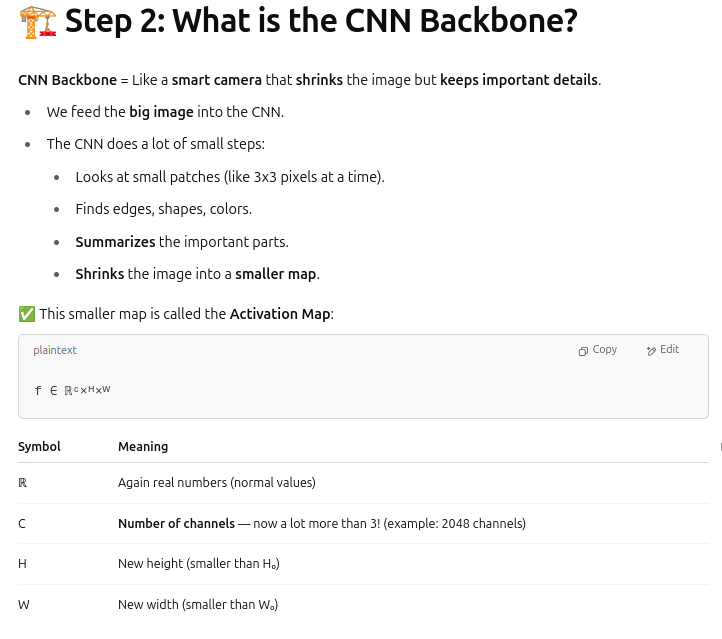 🏗️ Step 2: What is the CNN Backbone?
CNN Backbone = Like a smart camera that shrinks the image but keeps important details.
• We feed the big image into the CNN.
• The CNN does a lot of small steps:
• Looks at small patches (like 3x3 pixels at a time).
• Finds edges, shapes, colors.
• Summarizes the important parts.
• Shrinks the image into a smaller map.
✅ This smaller map is called the Activation Map:
plaintext Copy Edit
f ∈ ℝᶜ×ᴴ×ᵂ
Symbol Meaning
ℝ Again real numbers (normal values)
C Number of channels — now a lot more than 3! (example: 2048 channels)
H New height (smaller than H₀)
W New width (smaller than W₀)